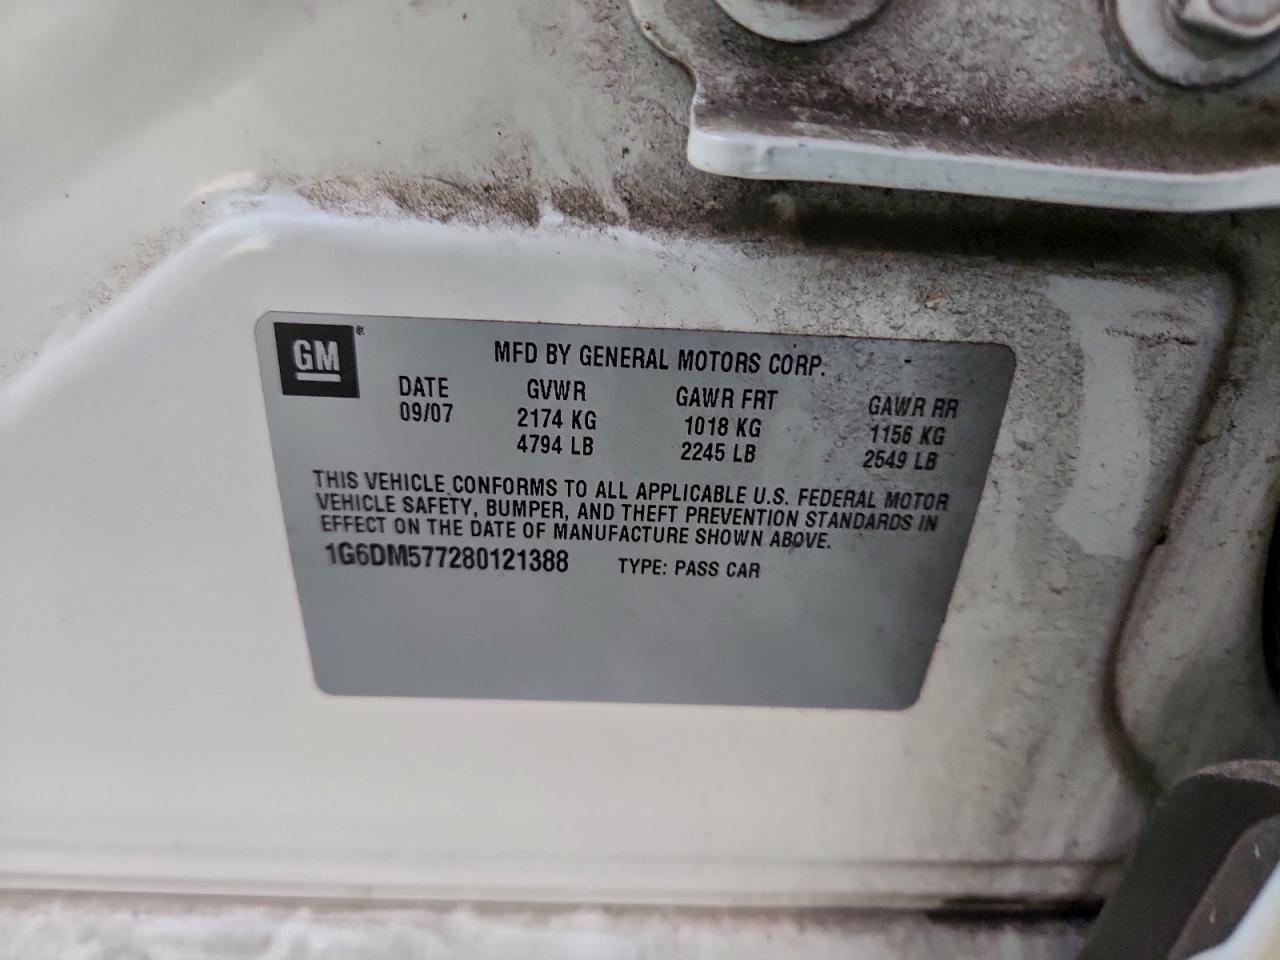 GM®
MFD BY GENERAL MOTORS CORP.
DATE GVWR GAWR FRT GAWR RR
09/07 2174 KG 1018 KG 1156 KG
4794 LB 2245 LB 2549 LB
THIS VEHICLE CONFORMS TO ALL APPLICABLE U.S. FEDERAL MOTOR
VEHICLE SAFETY, BUMPER, AND THEFT PREVENTION STANDARDS IN
EFFECT ON THE DATE OF MANUFACTURE SHOWN ABOVE.
1G6DM577280121388 TYPE: PASS CAR